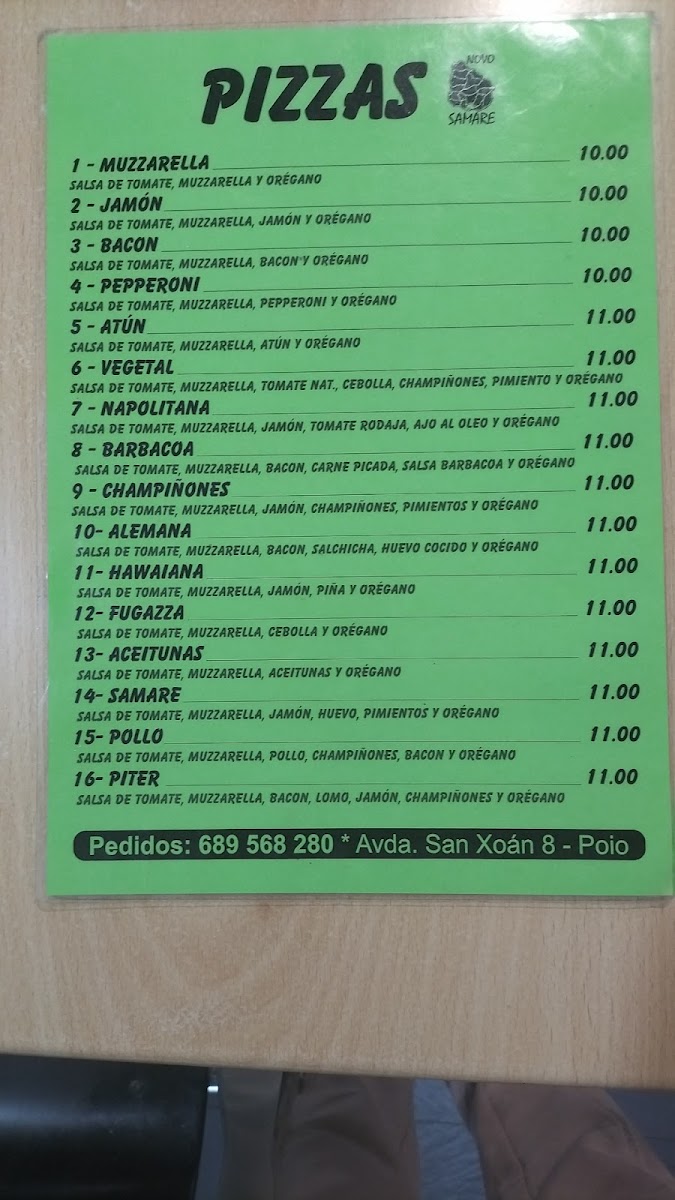 PIZZAS
NOVO
SAMARE
1 - MUZZARELLA 10.00
SALSA DE TOMATE, MUZZARELLA Y ORÉGANO
2 - JAMÓN 10.00
SALSA DE TOMATE, MUZZARELLA, JAMÓN Y ORÉGANO
3 - BACON 10.00
SALSA DE TOMATE, MUZZARELLA, BACON Y ORÉGANO
4 - PEPPERONI 10.00
SALSA DE TOMATE, MUZZARELLA, PEPPERONI Y ORÉGANO
5 - ATÚN 11.00
SALSA DE TOMATE, MUZZARELLA, ATÚN Y ORÉGANO
6 - VEGETAL 11.00
SALSA DE TOMATE, MUZZARELLA, TOMATE NAT., CEBOLLA, CHAMPIÑONES, PIMIENTO Y ORÉGANO
7 - NAPOLITANA 11.00
SALSA DE TOMATE, MUZZARELLA, JAMÓN, TOMATE RODAJA, AJO AL OLEO Y ORÉGANO
8 - BARBACOA 11.00
SALSA DE TOMATE, MUZZARELLA, BACON, CARNE PICADA, SALSA BARBACOA Y ORÉGANO
9 - CHAMPIÑONES 11.00
SALSA DE TOMATE, MUZZARELLA, JAMÓN, CHAMPIÑONES, PIMIENTOS Y ORÉGANO
10- ALEMANA 11.00
SALSA DE TOMATE, MUZZARELLA, BACON, SALCHICHA, HUEVO COCIDO Y ORÉGANO
11- HAWAIANA 11.00
SALSA DE TOMATE, MUZZARELLA, JAMÓN, PIÑA Y ORÉGANO
12- FUGAZZA 11.00
SALSA DE TOMATE, MUZZARELLA, CEBOLLA Y ORÉGANO
13- ACEITUNAS 11.00
SALSA DE TOMATE, MUZZARELLA, ACEITUNAS Y ORÉGANO
14- SAMARE 11.00
SALSA DE TOMATE, MUZZARELLA, JAMÓN, HUEVO, PIMIENTOS Y ORÉGANO
15- POLLO 11.00
SALSA DE TOMATE, MUZZARELLA, POLLO, CHAMPIÑONES, BACON Y ORÉGANO
16- PITER 11.00
SALSA DE TOMATE, MUZZARELLA, BACON, LOMO, JAMÓN, CHAMPIÑONES Y ORÉGANO
Pedidos: 689 568 280 * Avda. San Xoán 8 - Poio